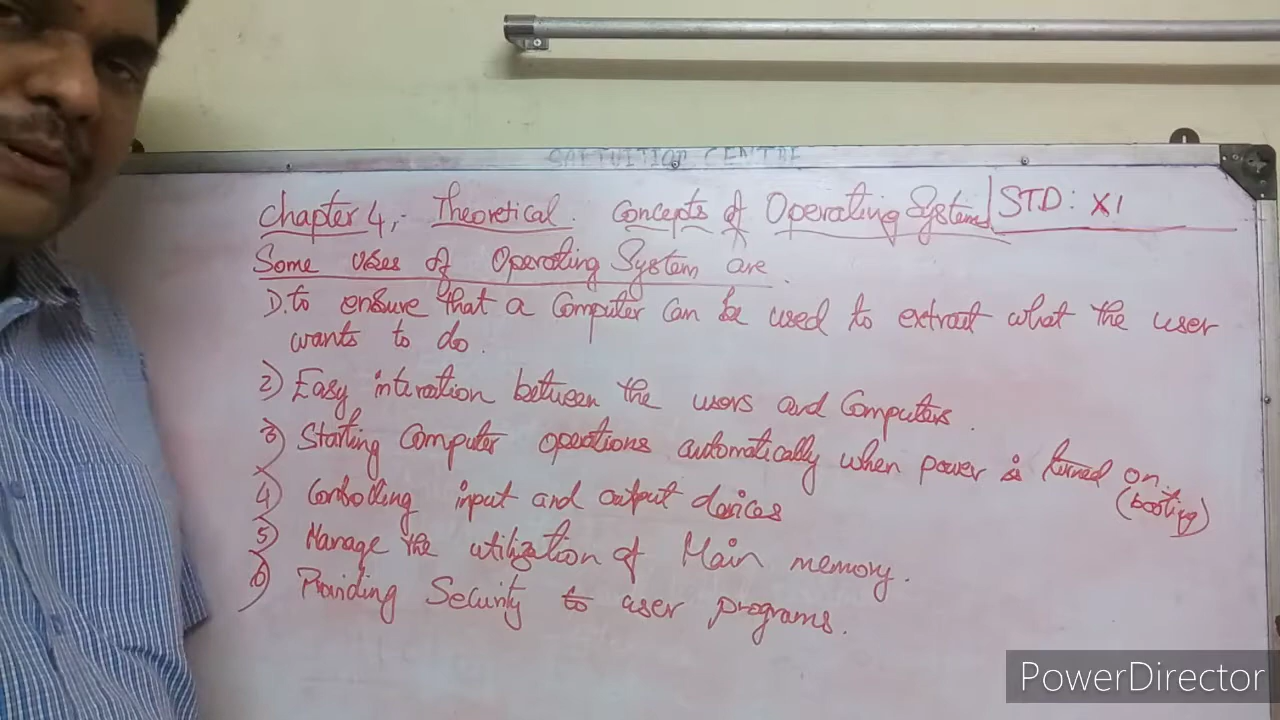 SAFTUITION CENTRE
Chapter 4:- Theoretical Concepts of Operating System | STD: XI
Some uses of Operating System are.
1). to ensure that a Computer can be used to extract what the user
wants to do.
2) Easy interaction between the users and Computers.
3) Starting Computer operations automatically when power is turned on.
(booting)
4) Controlling input and output devices
5) Manage the utilization of Main memory.
6) Providing Security to user programs.
PowerDirector